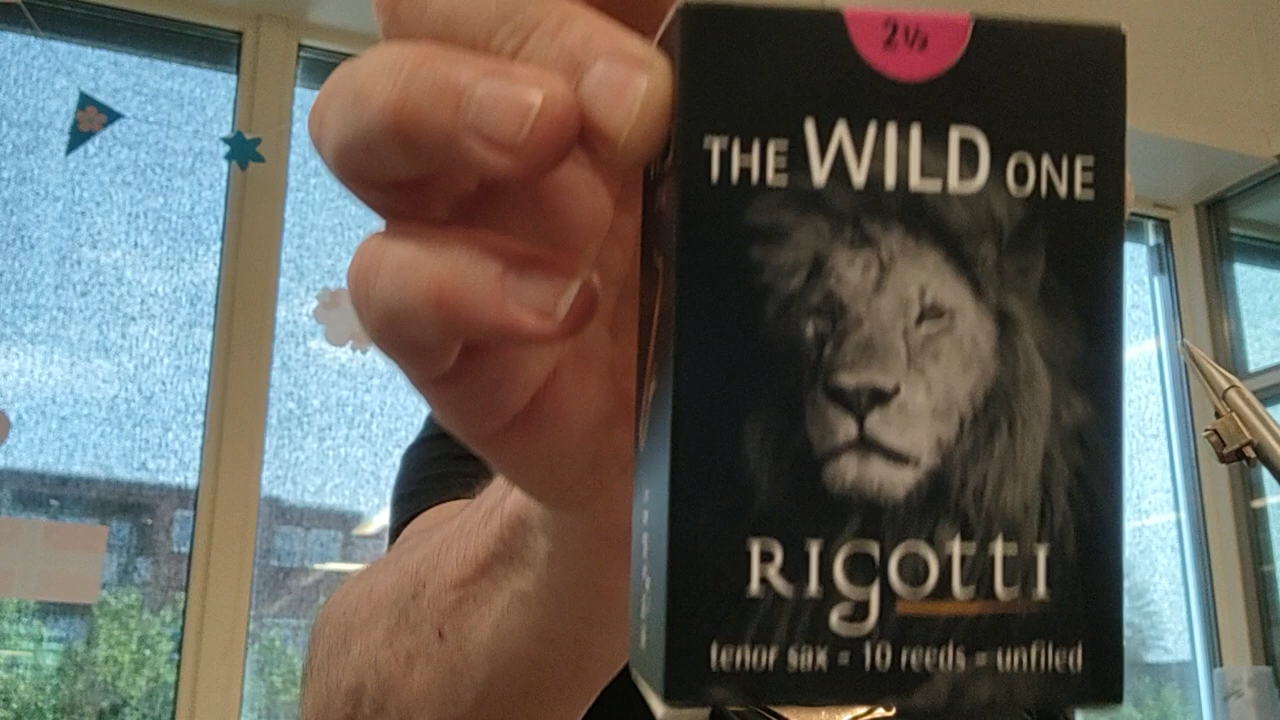 2½
THE WILD ONE
RIGOTTI
tenor sax = 10 reeds = unfiled